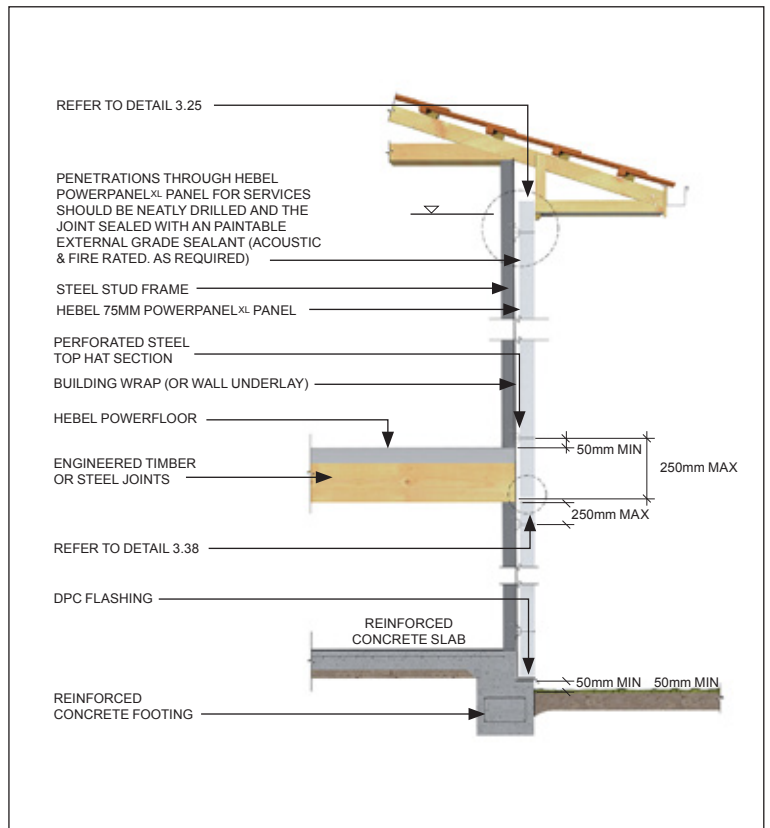 REFER TO DETAIL 3.25
PENETRATIONS THROUGH HEBEL
POWERPANELXL PANEL FOR SERVICES
SHOULD BE NEATLY DRILLED AND THE
JOINT SEALED WITH AN PAINTABLE
EXTERNAL GRADE SEALANT (ACOUSTIC
& FIRE RATED. AS REQUIRED)
STEEL STUD FRAME
HEBEL 75MM POWERPANELXL PANEL
PERFORATED STEEL
TOP HAT SECTION
BUILDING WRAP (OR WALL UNDERLAY)
HEBEL POWERFLOOR
50mm MIN
250mm MAX
ENGINEERED TIMBER
OR STEEL JOINTS
250mm MAX
REFER TO DETAIL 3.38
DPC FLASHING
REINFORCED
CONCRETE SLAB
50mm MIN 50mm MIN
REINFORCED
CONCRETE FOOTING